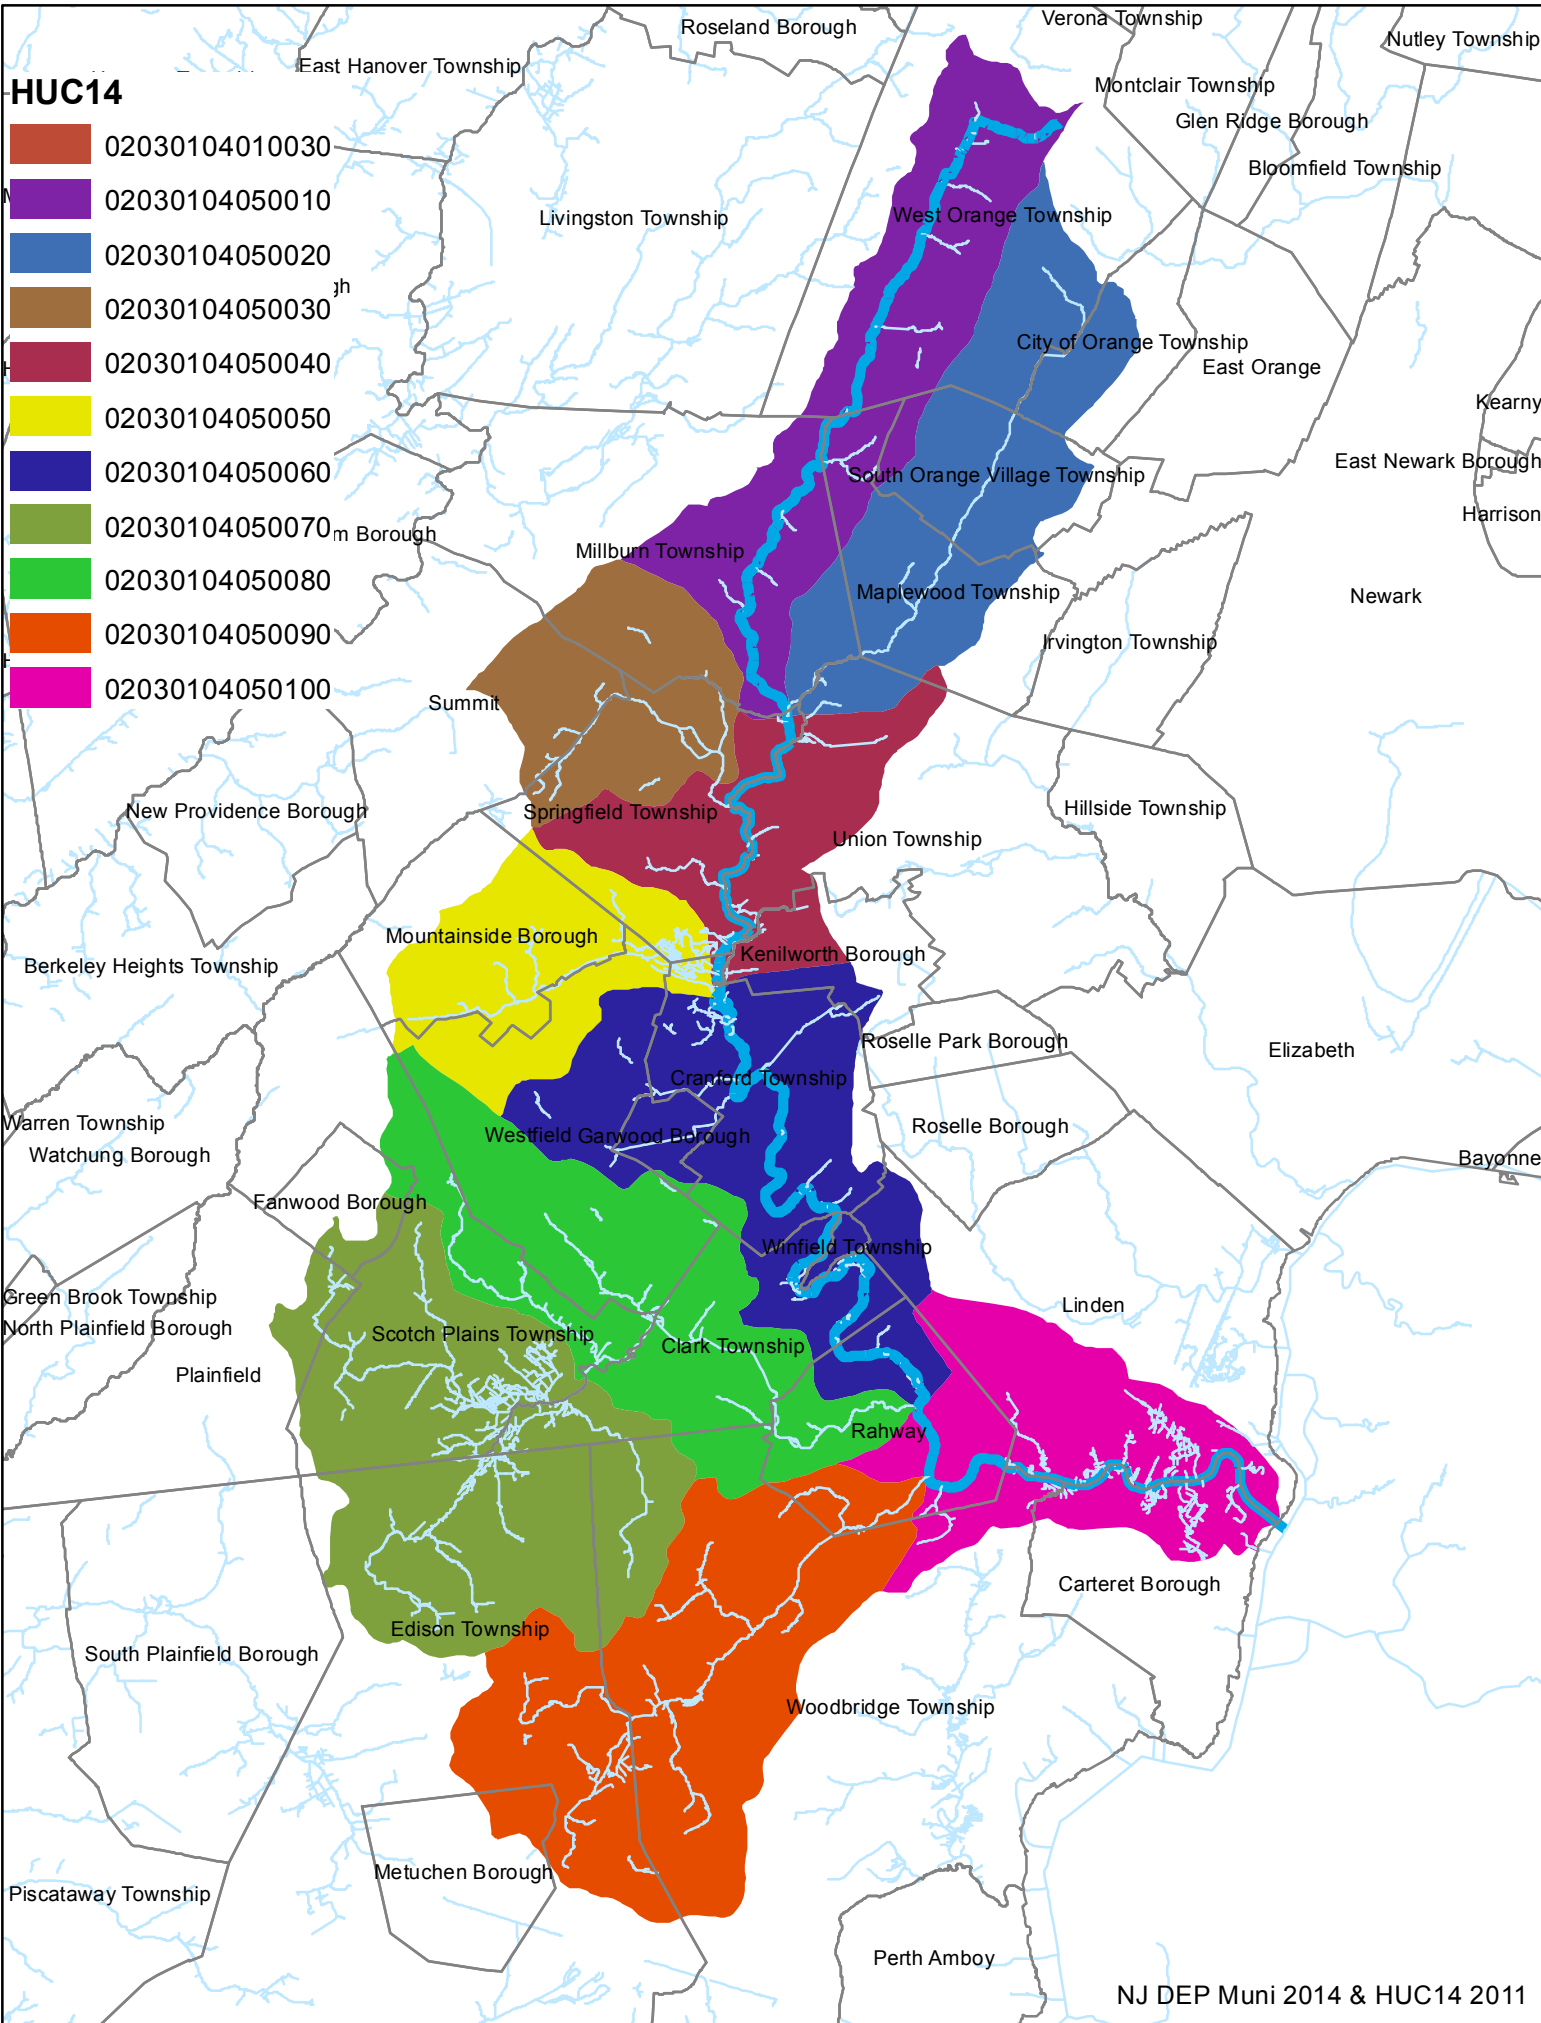 Roseland Borough
Verona Township
Nutley Township
East Hanover Township
Montclair Township
HUC14
Glen Ridge Borough
02030104010030
Bloomfield Township
02030104050010
Livingston Township
West Orange Township
02030104050020
gh
02030104050030
City of Orange Township
East Orange
02030104050040
Kearny
02030104050050
East Newark Borough
02030104050060
South Orange Village Township
Harrison
02030104050070
m Borough
Millburn Township
02030104050080
Maplewood Township
Newark
02030104050090
Irvington Township
02030104050100
Summit
New Providence Borough
Springfield Township
Hillside Township
Union Township
Mountainside Borough
Kenilworth Borough
Berkeley Heights Township
Roselle Park Borough
Elizabeth
Cranford Township
Warren Township
Westfield
Garwood Borough
Roselle Borough
Watchung Borough
Bayonne
Fanwood Borough
Winfield Township
Green Brook Township
Linden
North Plainfield Borough
Scotch Plains Township
Clark Township
Plainfield
Rahway
Carteret Borough
Edison Township
South Plainfield Borough
Woodbridge Township
Metuchen Borough
Piscataway Township
Perth Amboy
NJ DEP Muni 2014 & HUC14 2011